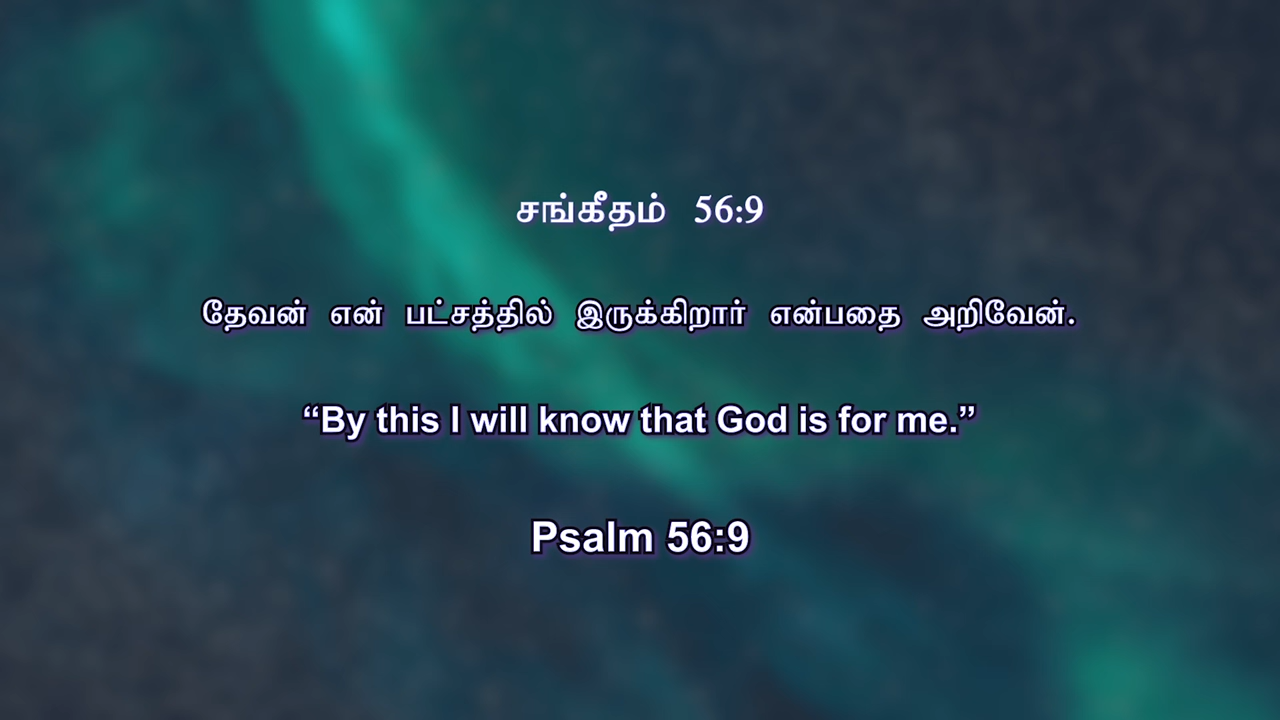 சங்கீதம் 56:9
தேவன் என் பட்சத்தில் இருக்கிறார் என்பதை அறிவேன்.
“By this I will know that God is for me.”
Psalm 56:9